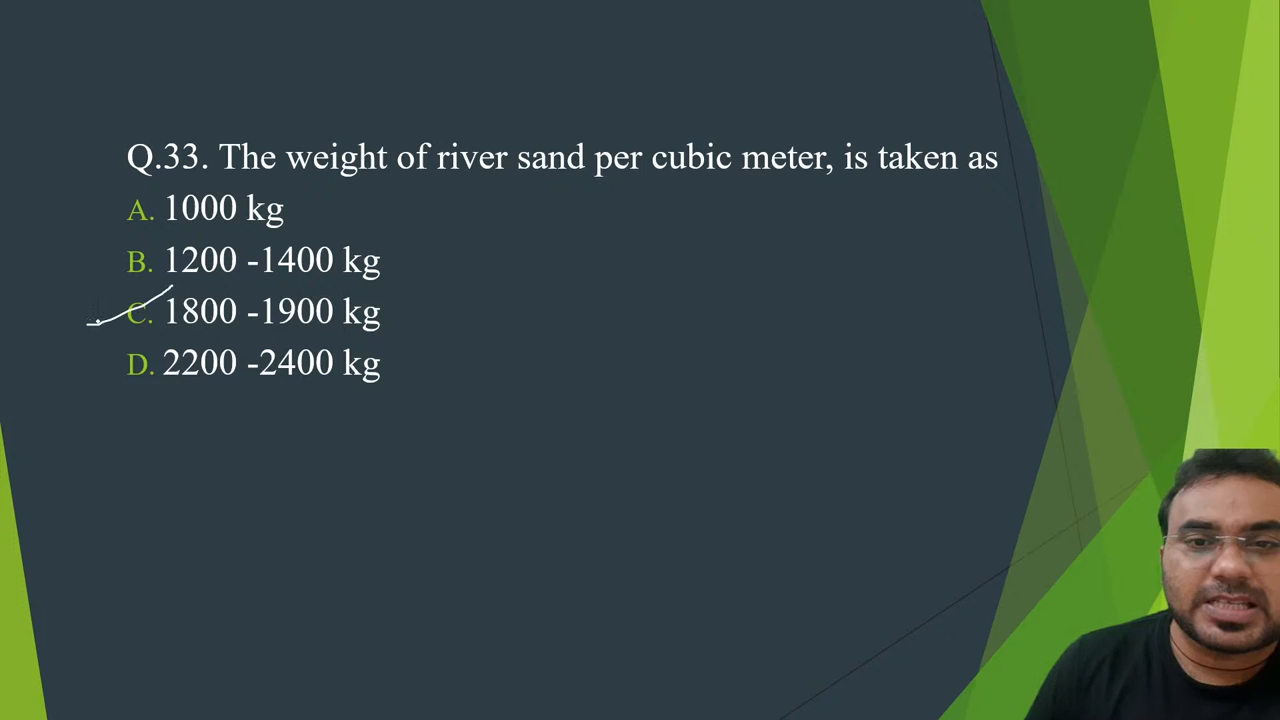 Q.33. The weight of river sand per cubic meter, is taken as
A. 1000 kg
B. 1200 -1400 kg
C. 1800 -1900 kg
D. 2200 -2400 kg